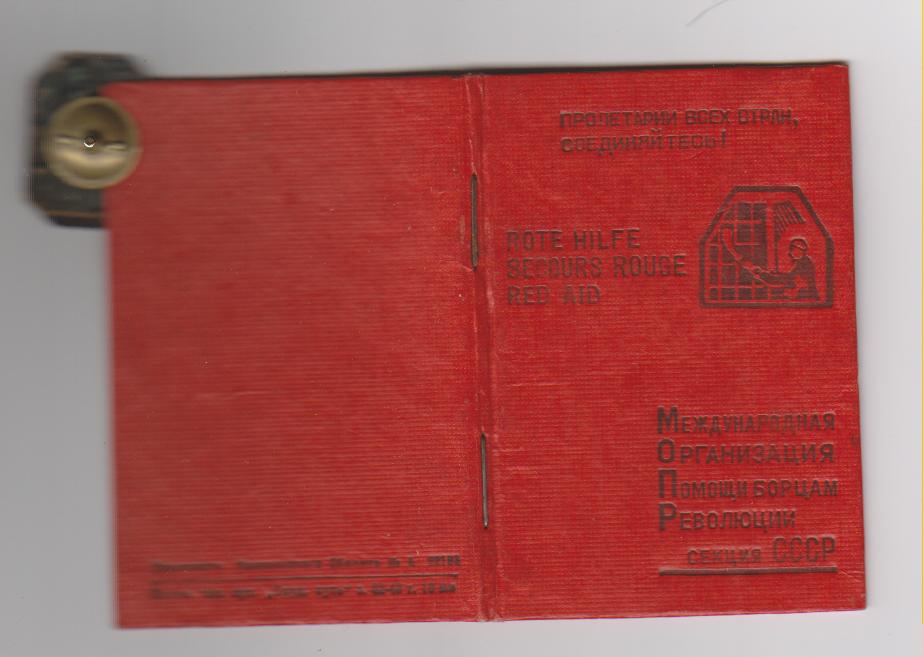 ПРОЛЕТАРИИ ВСЕХ СТРАН,
СОЕДИНЯЙТЕСЬ!
ROTE HILFE
SECOURS ROUGE
RED AID
МЕЖДУНАРОДНАЯ
ОРГАНИЗАЦИЯ
ПОМОЩИ БОРЦАМ
РЕВОЛЮЦИИ
СЕКЦИЯ СССР